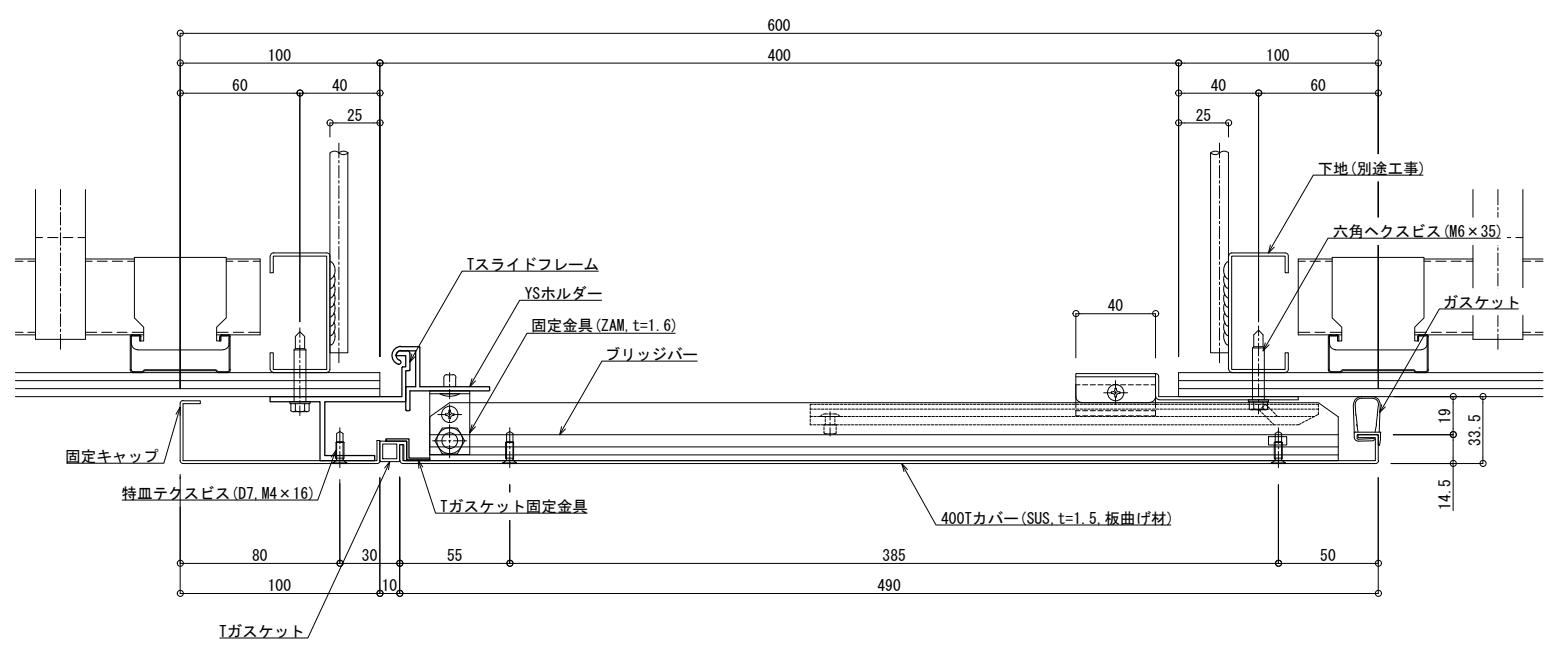 600
100
400
100
60
40
40
60
25
25
下地(別途工事)
六角ヘクスビス(M6×35)
Tスライドフレーム
YSホルダー
40
ガスケット
固定金具(ZAM,t=1.6)
ブリッジバー
19
33.5
固定キャップ
特皿テクスビス(D7,M4×16)
Tガスケット固定金具
14.5
400Tカバー(SUS,t=1.5,板曲げ材)
80
30
55
385
50
100
10
490
Tガスケット